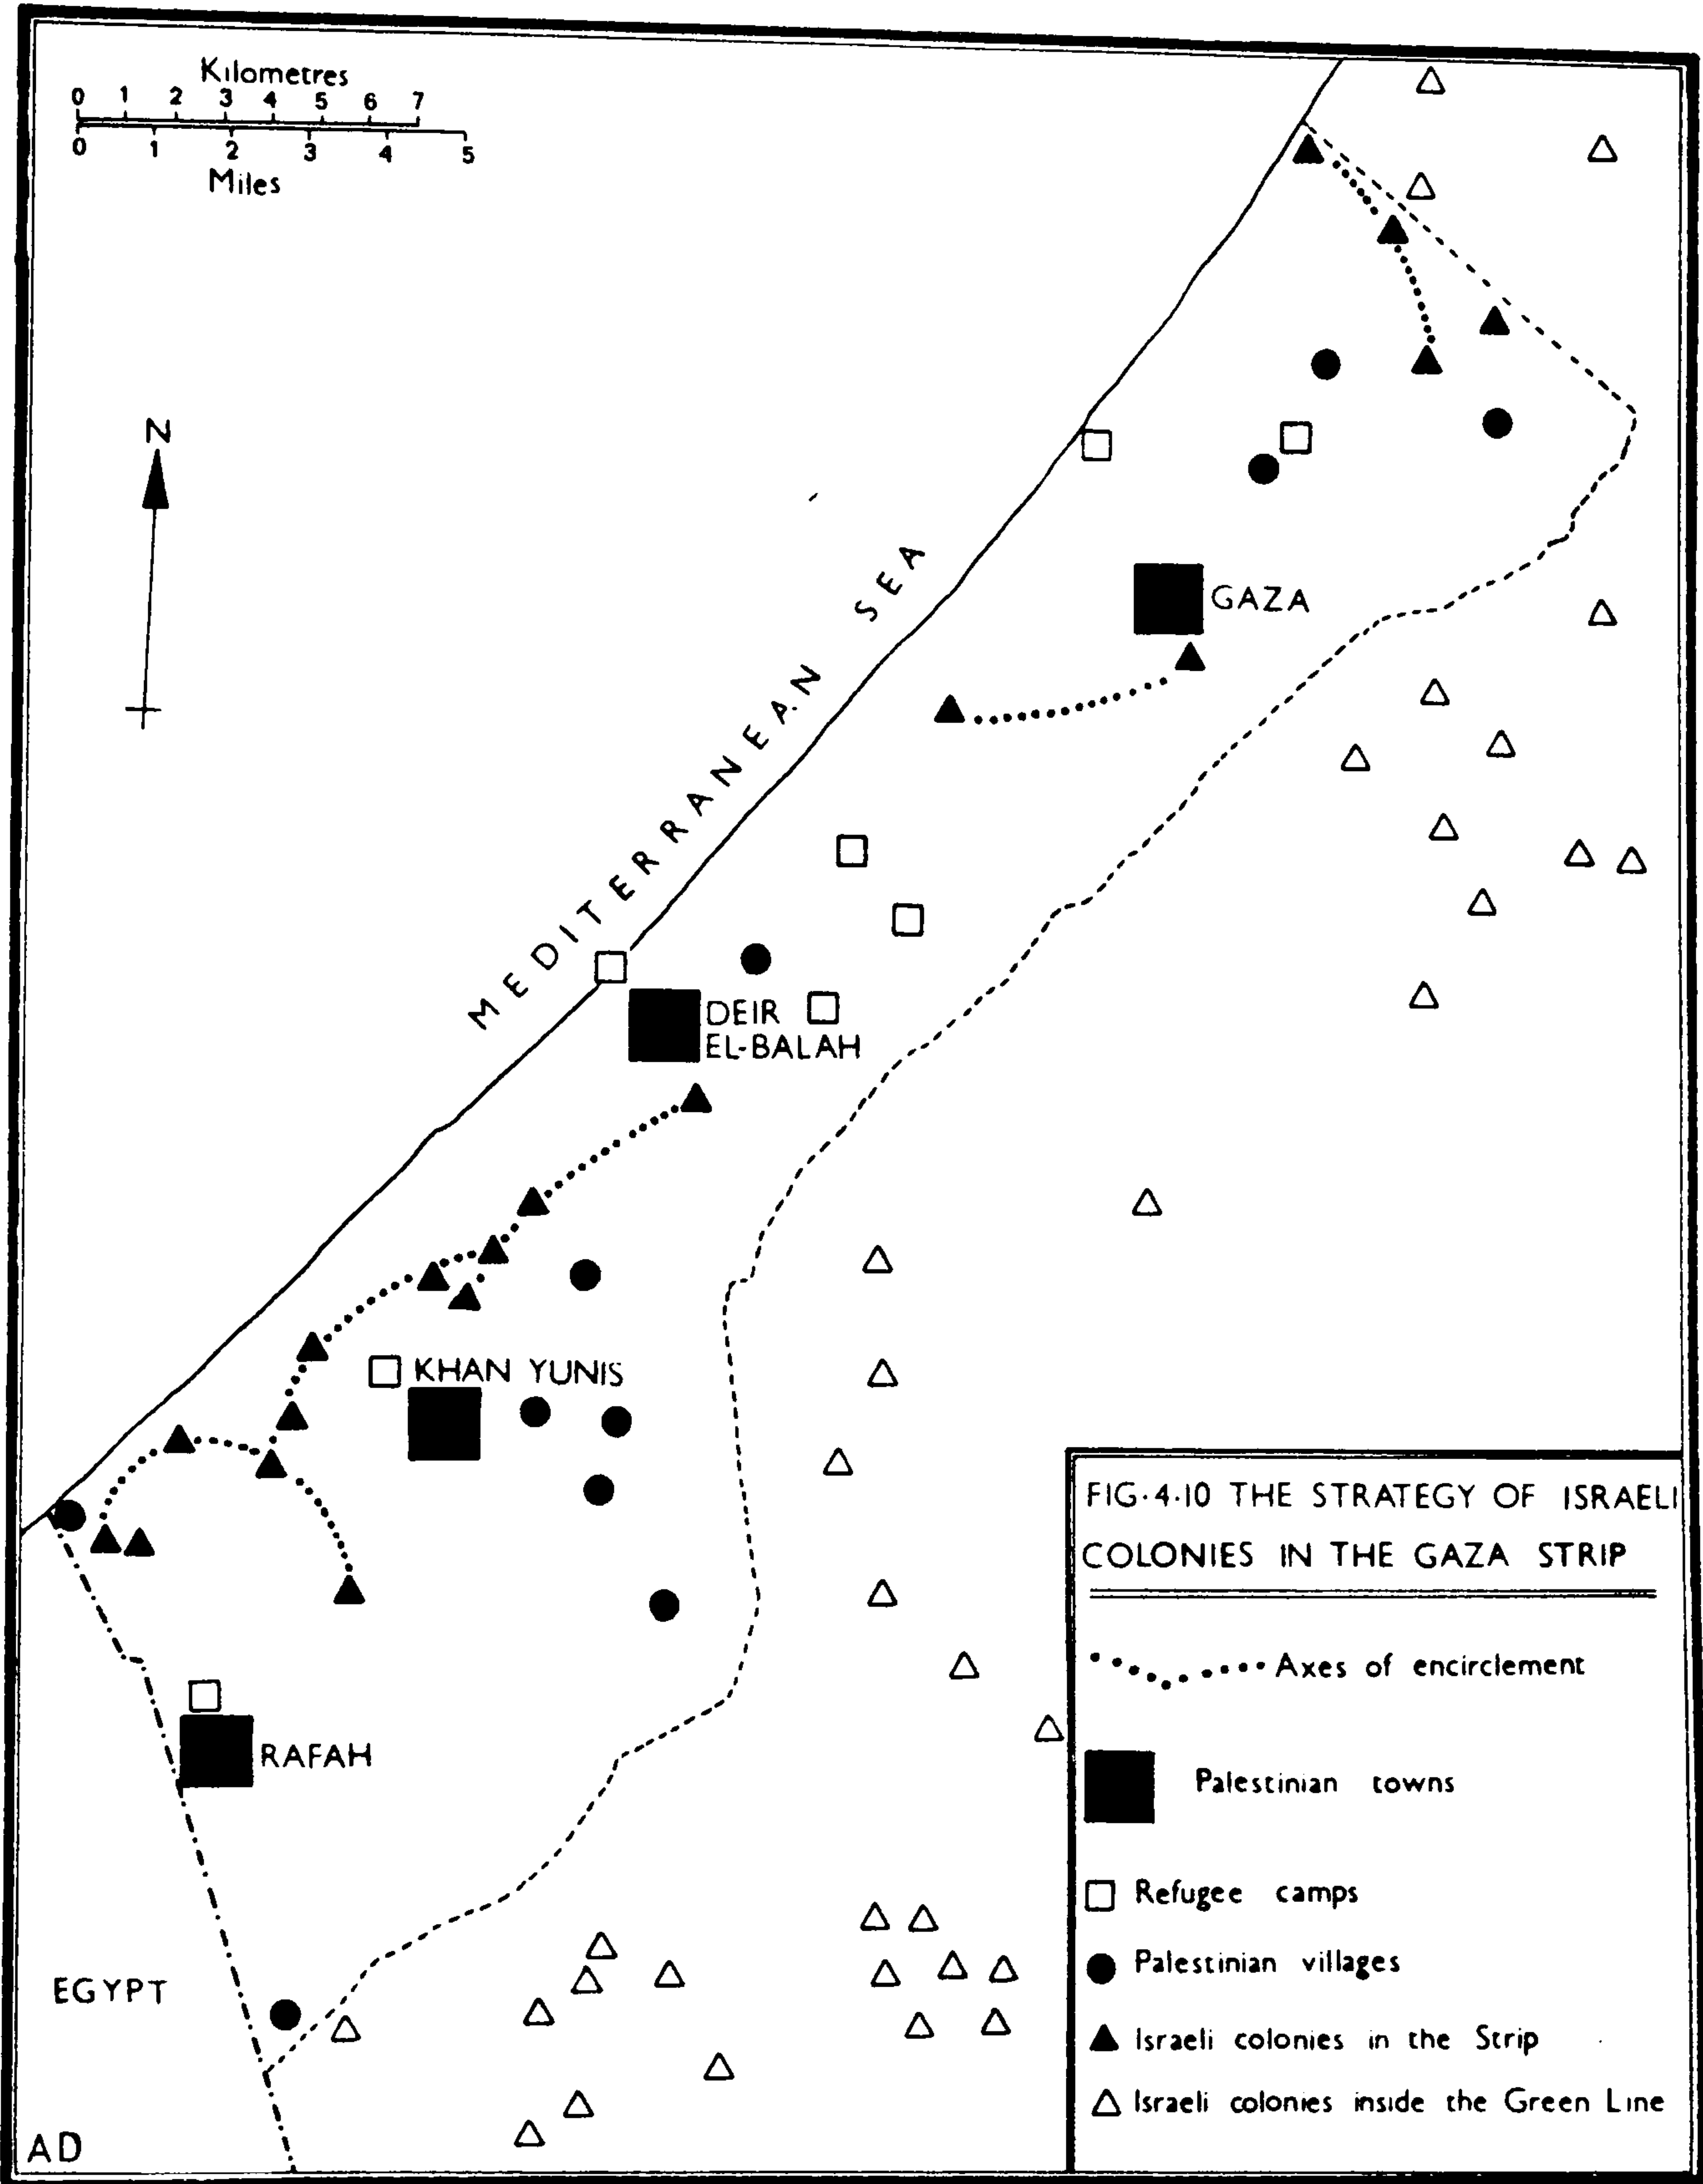 Kilometres
0 1 2 3 4 5 6 7
0 1 2 3 4 5
Miles
N
MEDITERRANEAN SEA
GAZA
DEIR
EL-BALAH
KHAN YUNIS
RAFAH
EGYPT
AD
FIG·4·10 THE STRATEGY OF ISRAELI
COLONIES IN THE GAZA STRIP
Axes of encirclement
Palestinian towns
Refugee camps
Palestinian villages
Israeli colonies in the Strip
Israeli colonies inside the Green Line